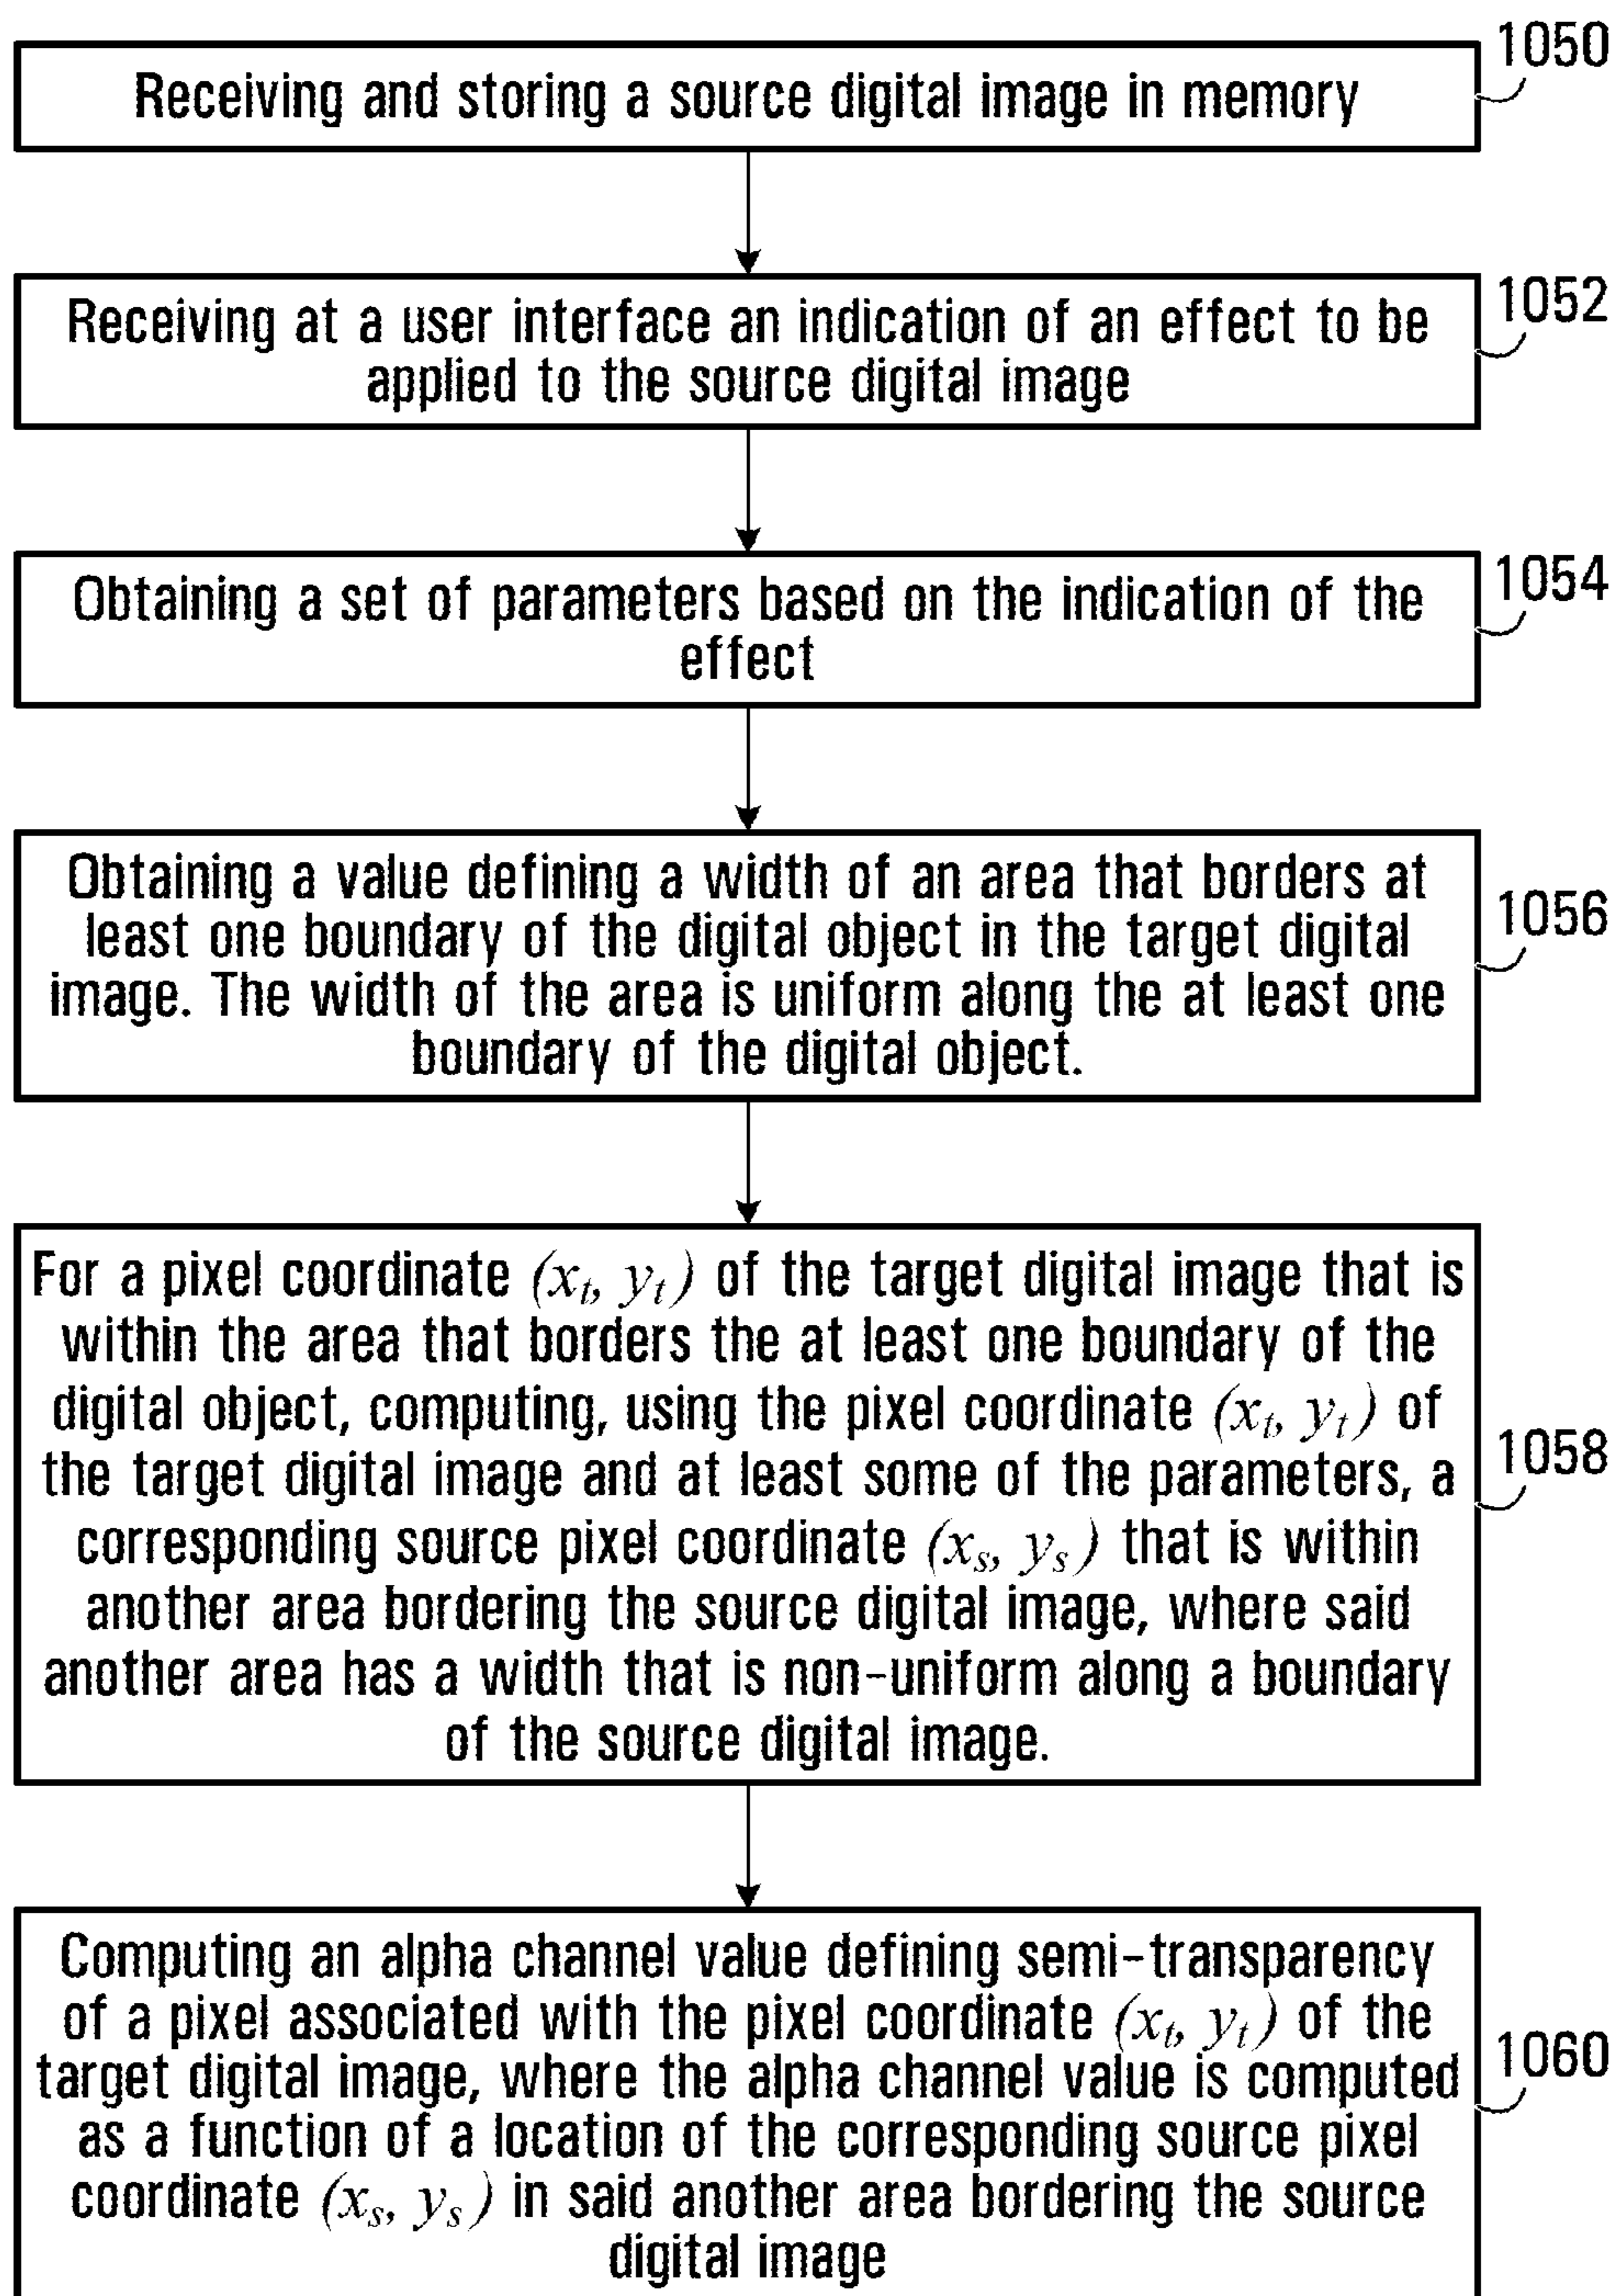 1050
Receiving and storing a source digital image in memory
1052
Receiving at a user interface an indication of an effect to be
applied to the source digital image
1054
Obtaining a set of parameters based on the indication of the
effect
Obtaining a value defining a width of an area that borders at
least one boundary of the digital object in the target digital
image. The width of the area is uniform along the at least one
boundary of the digital object.
1056
For a pixel coordinate (xt, yt) of the target digital image that is
within the area that borders the at least one boundary of the
digital object, computing, using the pixel coordinate (xt, yt) of
the target digital image and at least some of the parameters, a
corresponding source pixel coordinate (xs, ys) that is within
another area bordering the source digital image, where said
another area has a width that is non-uniform along a boundary
of the source digital image.
1058
Computing an alpha channel value defining semi-transparency
of a pixel associated with the pixel coordinate (xt, yt) of the
target digital image, where the alpha channel value is computed
as a function of a location of the corresponding source pixel
coordinate (xs, ys) in said another area bordering the source
digital image
1060